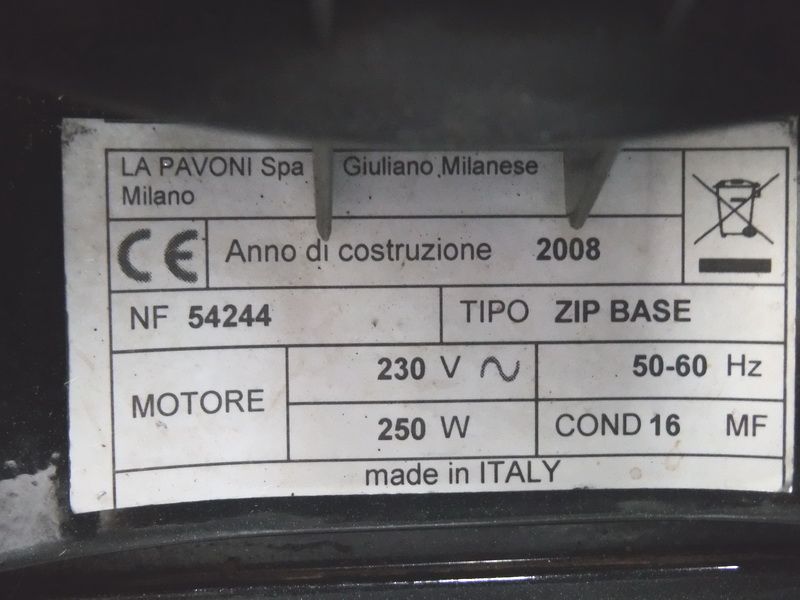 LA PAVONI Spa Giuliano Milanese
Milano
CE Anno di costruzione 2008
NF 54244 TIPO ZIP BASE
MOTORE 230 V ~ 50-60 Hz
250 W COND 16 MF
made in ITALY